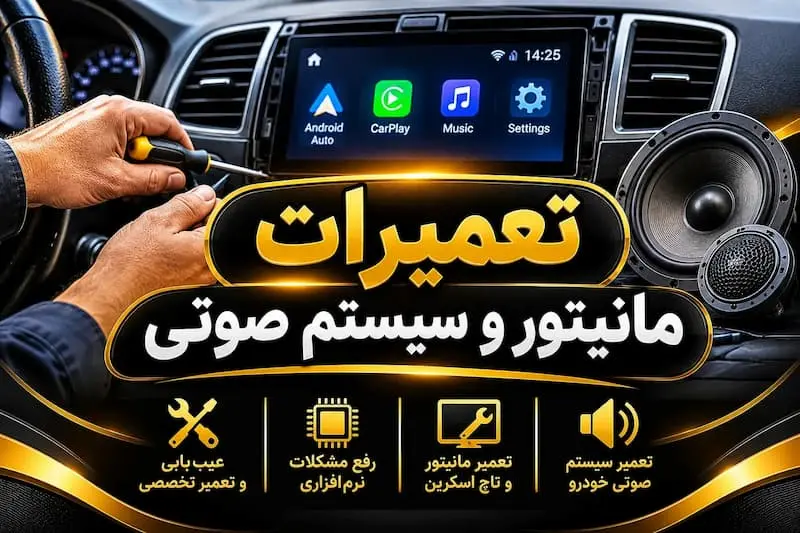 14:25
Android
Auto
CarPlay
Music
Settings
تعمیرات
مانیتور و سیستم صوتی
تعمیر سیستم
صوتی خودرو
تعمیر مانیتور
و تاچ اسکرین
رفع مشکلات
نرم‌افزاری
عیب‌یابی
و تعمیر تخصصی